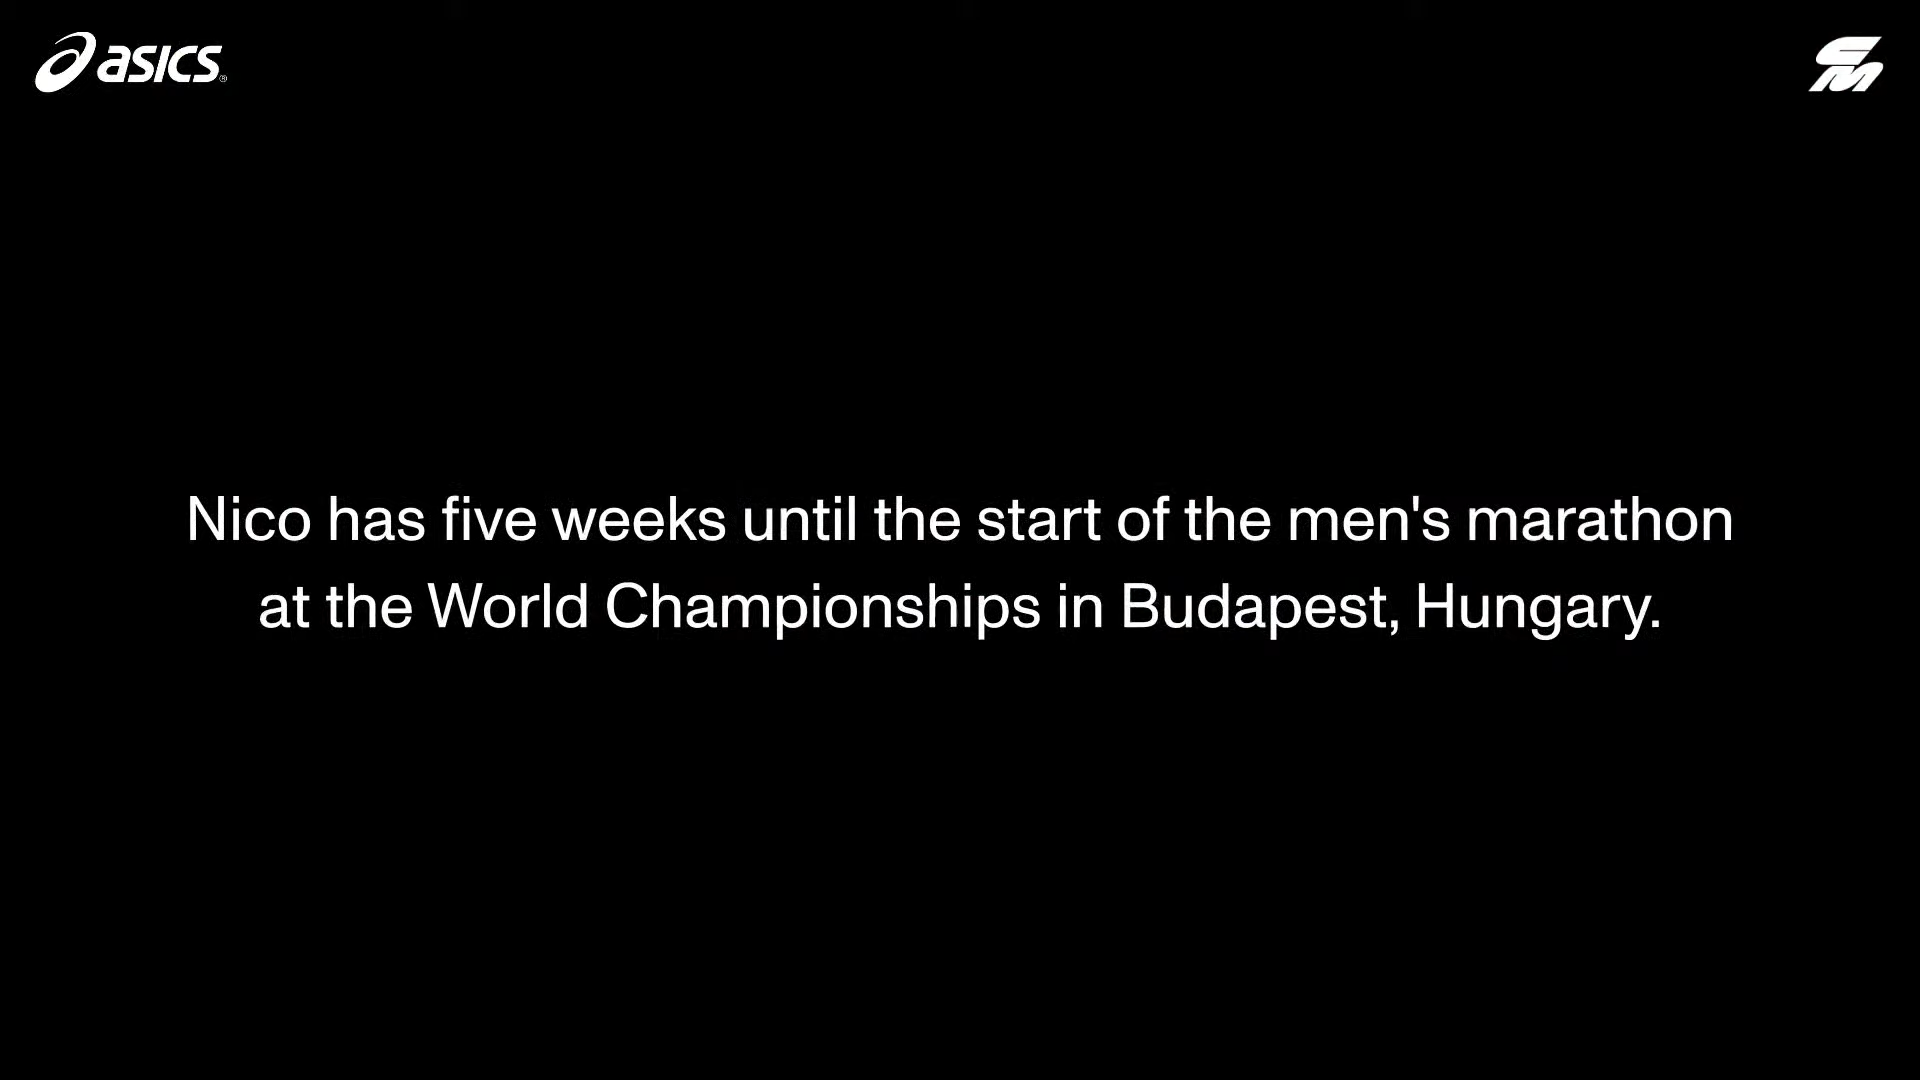 asics
Nico has five weeks until the start of the men's marathon
at the World Championships in Budapest, Hungary.